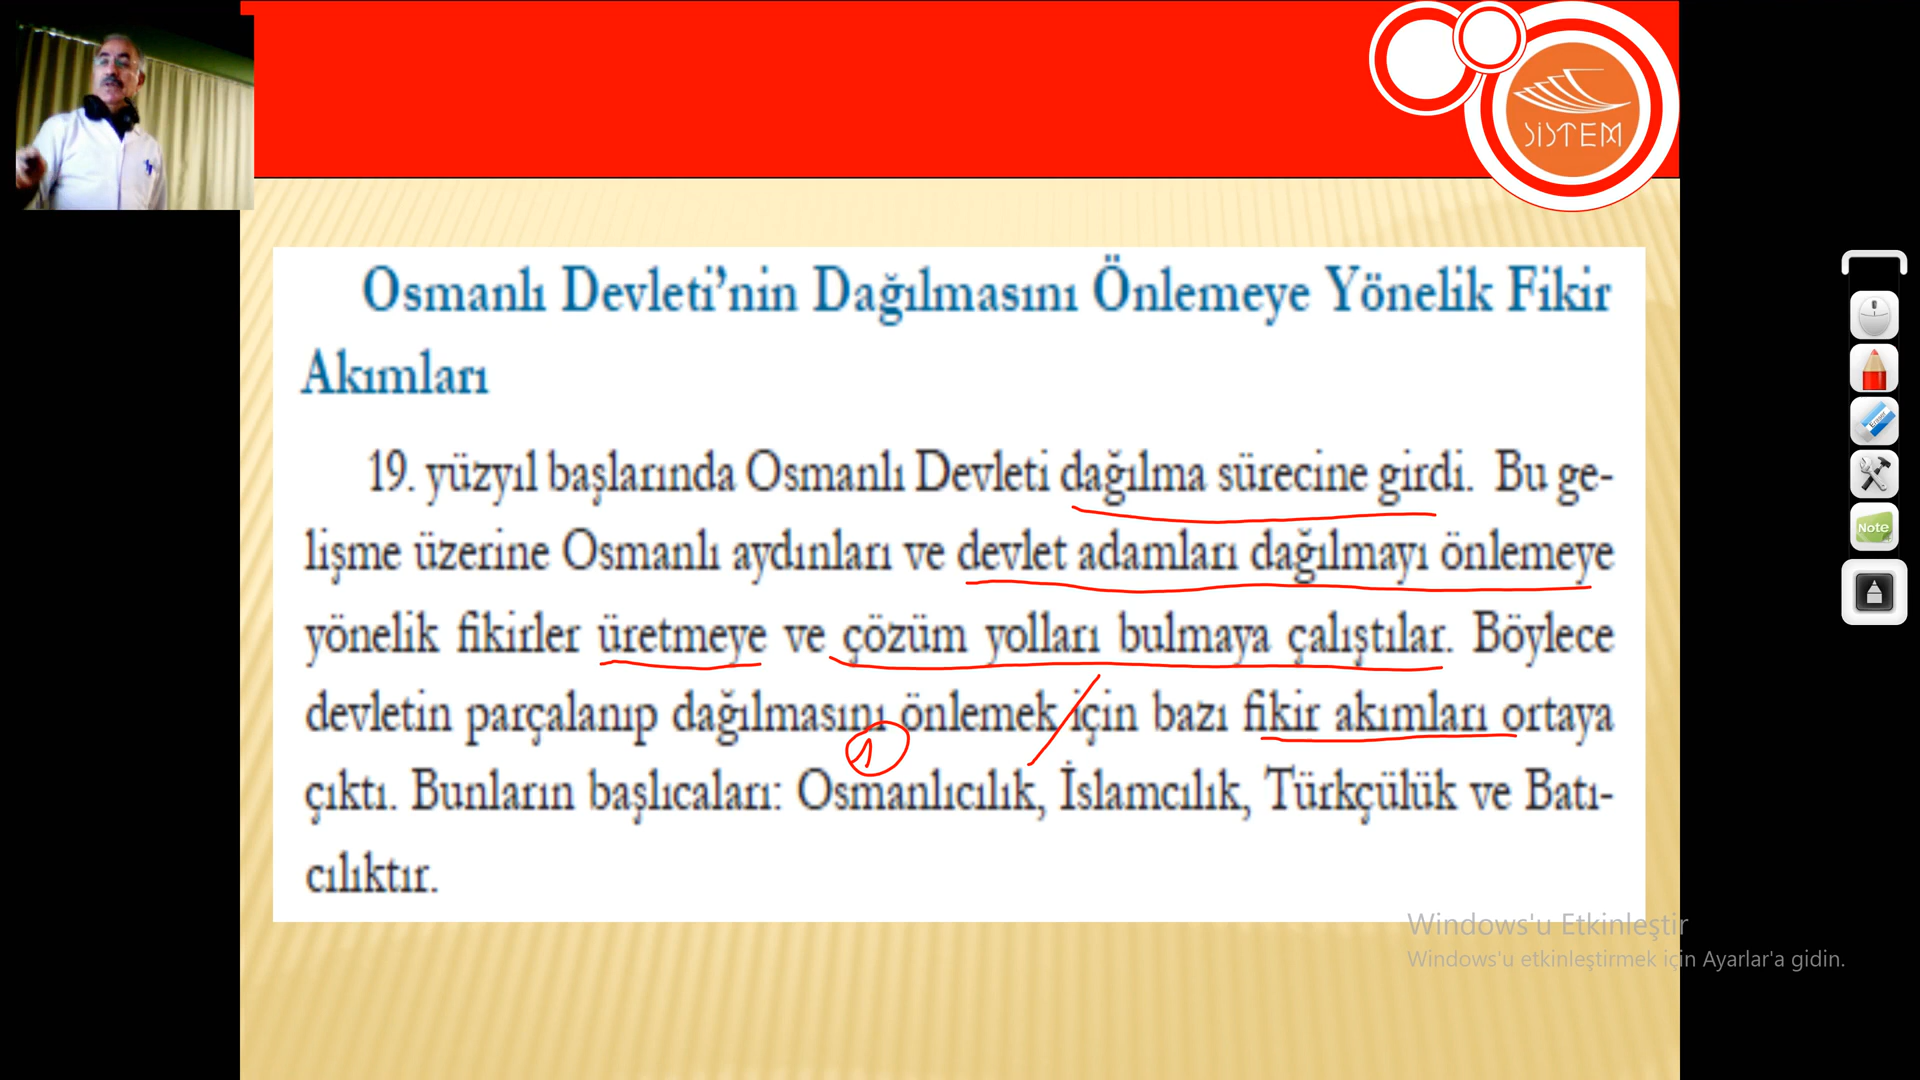 SİSTEM
Osmanlı Devleti’nin Dağılmasını Önlemeye Yönelik Fikir
Akımları
19. yüzyıl başlarında Osmanlı Devleti dağılma sürecine girdi. Bu ge-
lişme üzerine Osmanlı aydınları ve devlet adamları dağılmayı önlemeye
yönelik fikirler üretmeye ve çözüm yolları bulmaya çalıştılar. Böylece
devletin parçalanıp dağılmasını önlemek için bazı fikir akımları ortaya
1
çıktı. Bunların başlıcaları: Osmanlıcılık, İslamcılık, Türkçülük ve Batı-
cılıktır.
Note
Windows'u Etkinleştir
Windows'u etkinleştirmek için Ayarlar'a gidin.